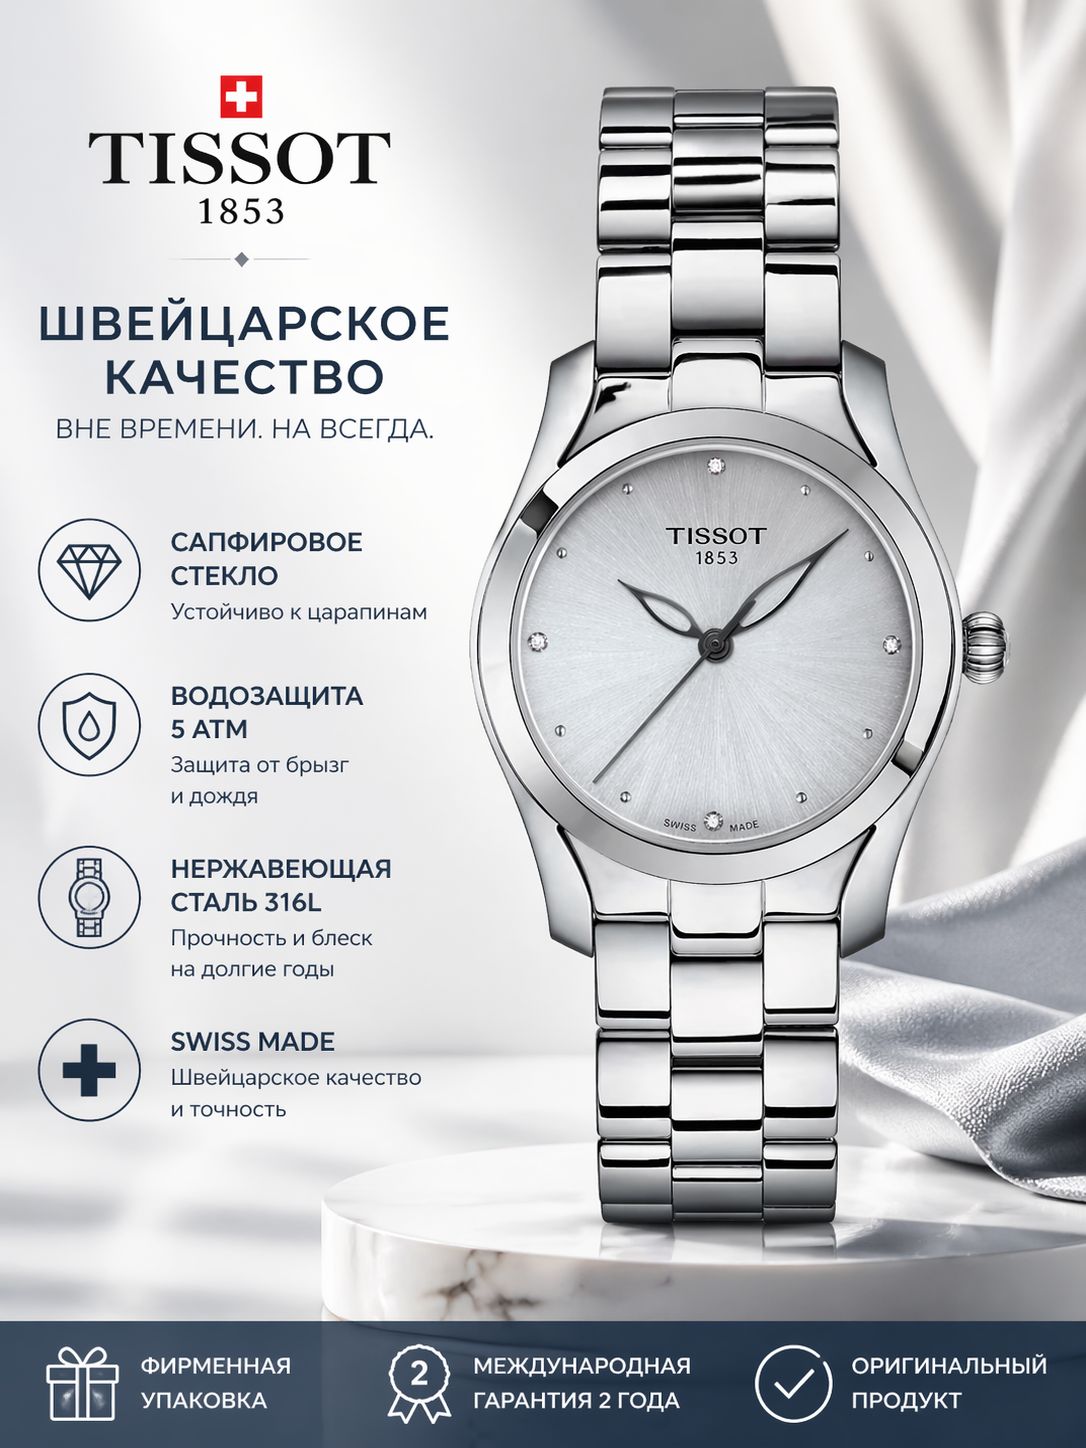 TISSOT
1853
ШВЕЙЦАРСКОЕ
КАЧЕСТВО
ВНЕ ВРЕМЕНИ. НА ВСЕГДА.
САПФИРОВОЕ
СТЕКЛО
Устойчиво к царапинам
ВОДОЗАЩИТА
5 АТМ
Защита от брызг
и дождя
НЕРЖАВЕЮЩАЯ
СТАЛЬ 316L
Прочность и блеск
на долгие годы
SWISS MADE
Швейцарское качество
и точность
TISSOT
1853
SWISS MADE
ФИРМЕННАЯ
УПАКОВКА
2
МЕЖДУНАРОДНАЯ
ГАРАНТИЯ 2 ГОДА
ОРИГИНАЛЬНЫЙ
ПРОДУКТ